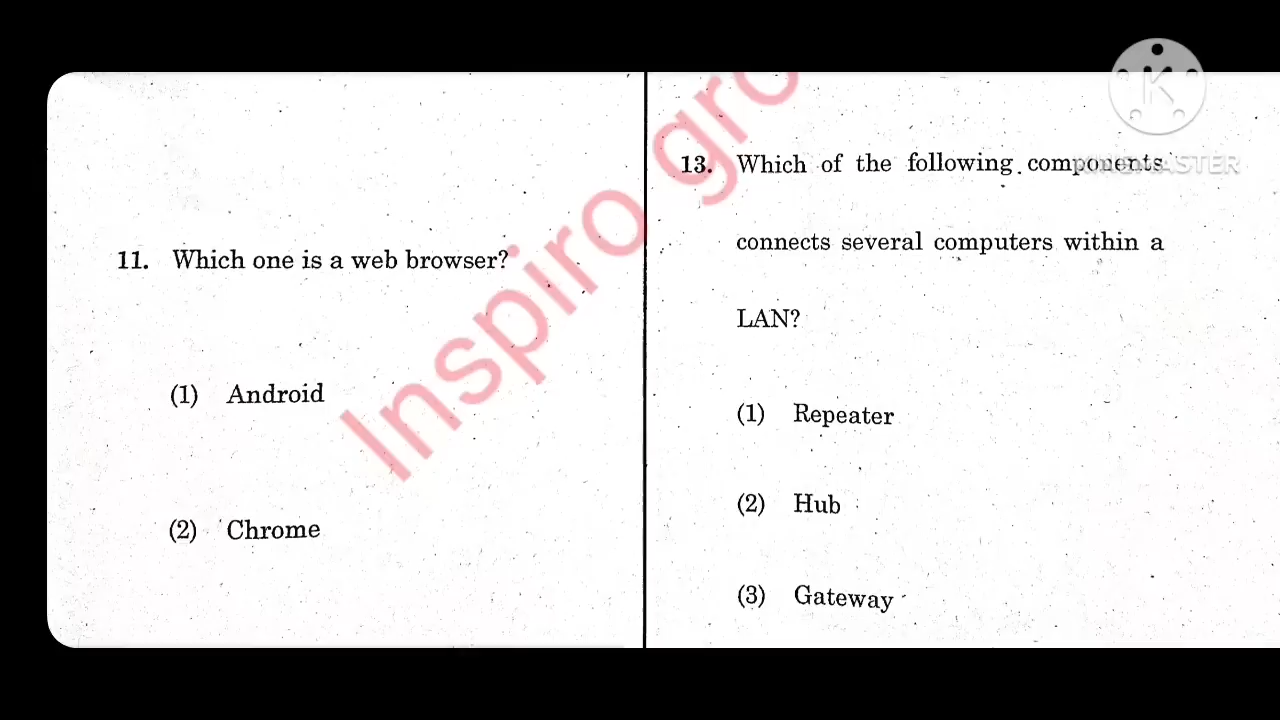 11. Which one is a web browser?
(1) Android
(2) Chrome
13. Which of the following components
connects several computers within a
LAN?
(1) Repeater
(2) Hub
(3) Gateway
Inspiro gro
K